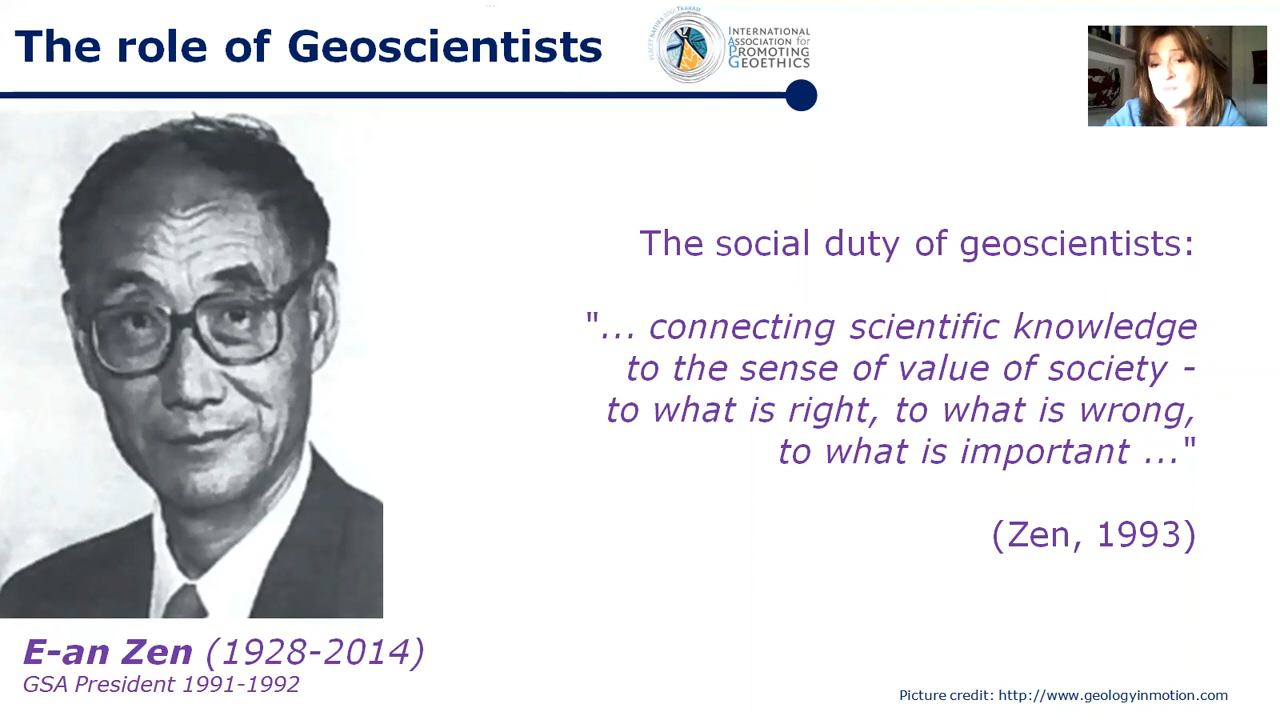 The role of Geoscientists
INTERNATIONAL
ASSOCIATION for
PROMOTING
GEOETHICS
The social duty of geoscientists:
"... connecting scientific knowledge
to the sense of value of society -
to what is right, to what is wrong,
to what is important ..."
(Zen, 1993)
E-an Zen (1928-2014)
GSA President 1991-1992
Picture credit: http://www.geologyinmotion.com